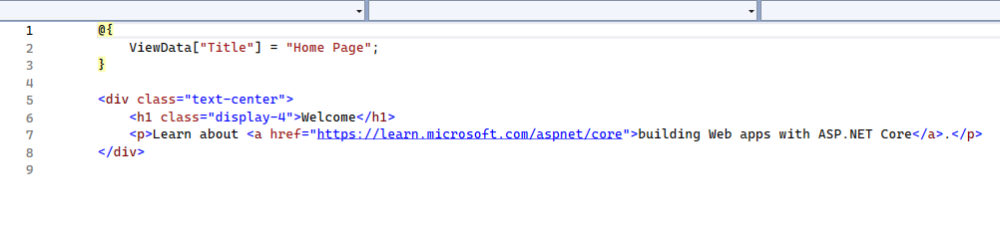 1 @{
2 ViewData["Title"] = "Home Page";
3 }
4
5 <div class="text-center">
6 <h1 class="display-4">Welcome</h1>
7 <p>Learn about <a href="https://learn.microsoft.com/aspnet/core">building Web apps with ASP.NET Core</a>.</p>
8 </div>
9